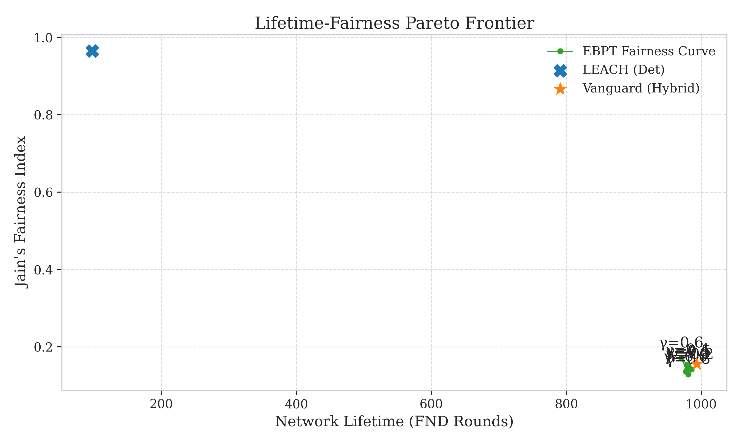 Lifetime-Fairness Pareto Frontier
1.0
0.8
0.6
0.4
0.2
Jain's Fairness Index
EBPT Fairness Curve
LEACH (Det)
Vanguard (Hybrid)
γ=0.6
200
400
600
800
1000
Network Lifetime (FND Rounds)